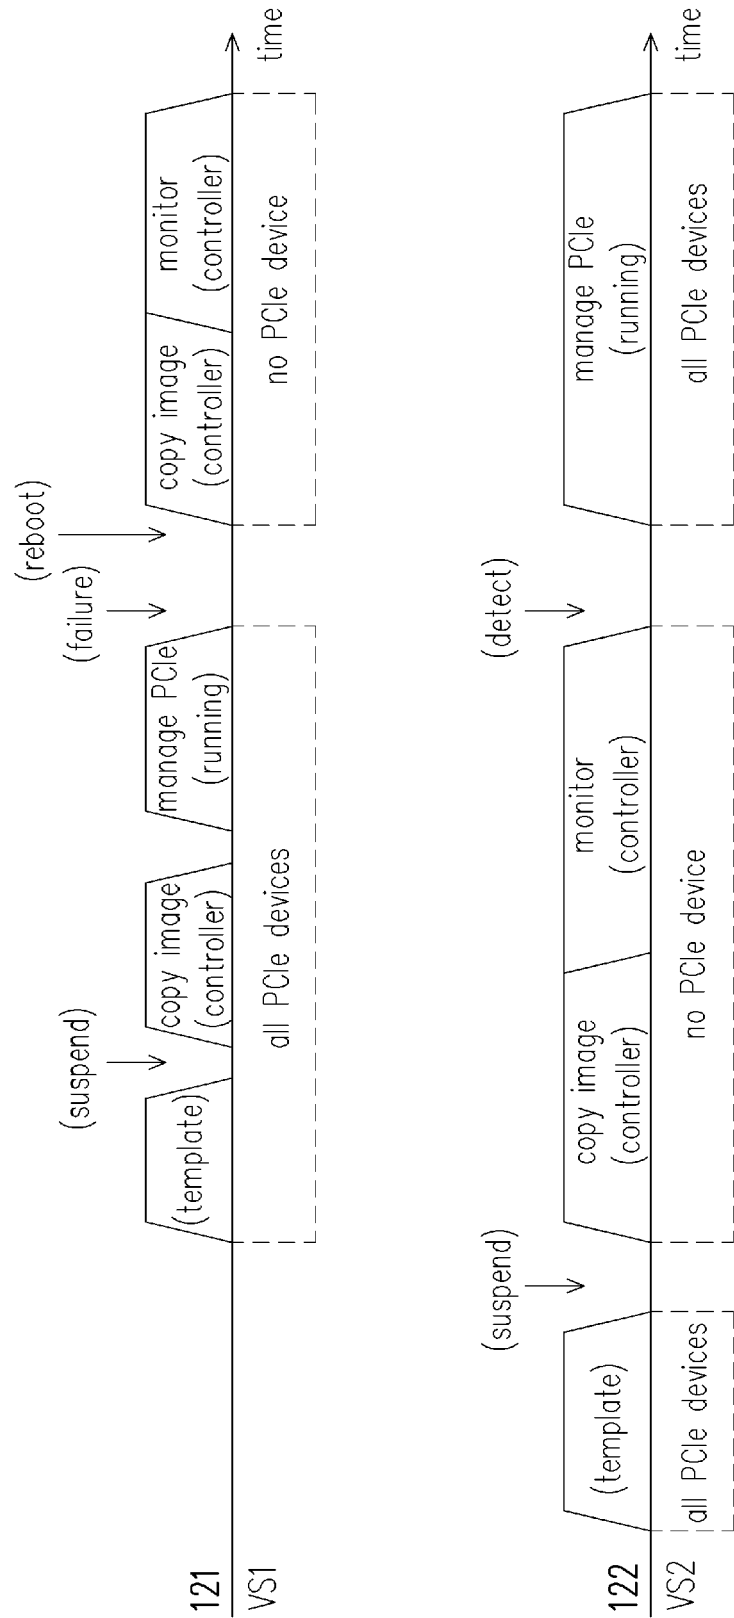 121
VS1
(template)
(suspend)
copy image
(controller)
manage PCIe
(running)
all PCIe devices
(failure)
(reboot)
copy image
(controller)
monitor
(controller)
no PCIe device
time
122
VS2
(template)
all PCIe devices
(suspend)
copy image
(controller)
monitor
(controller)
no PCIe device
(detect)
manage PCIe
(running)
all PCIe devices
time